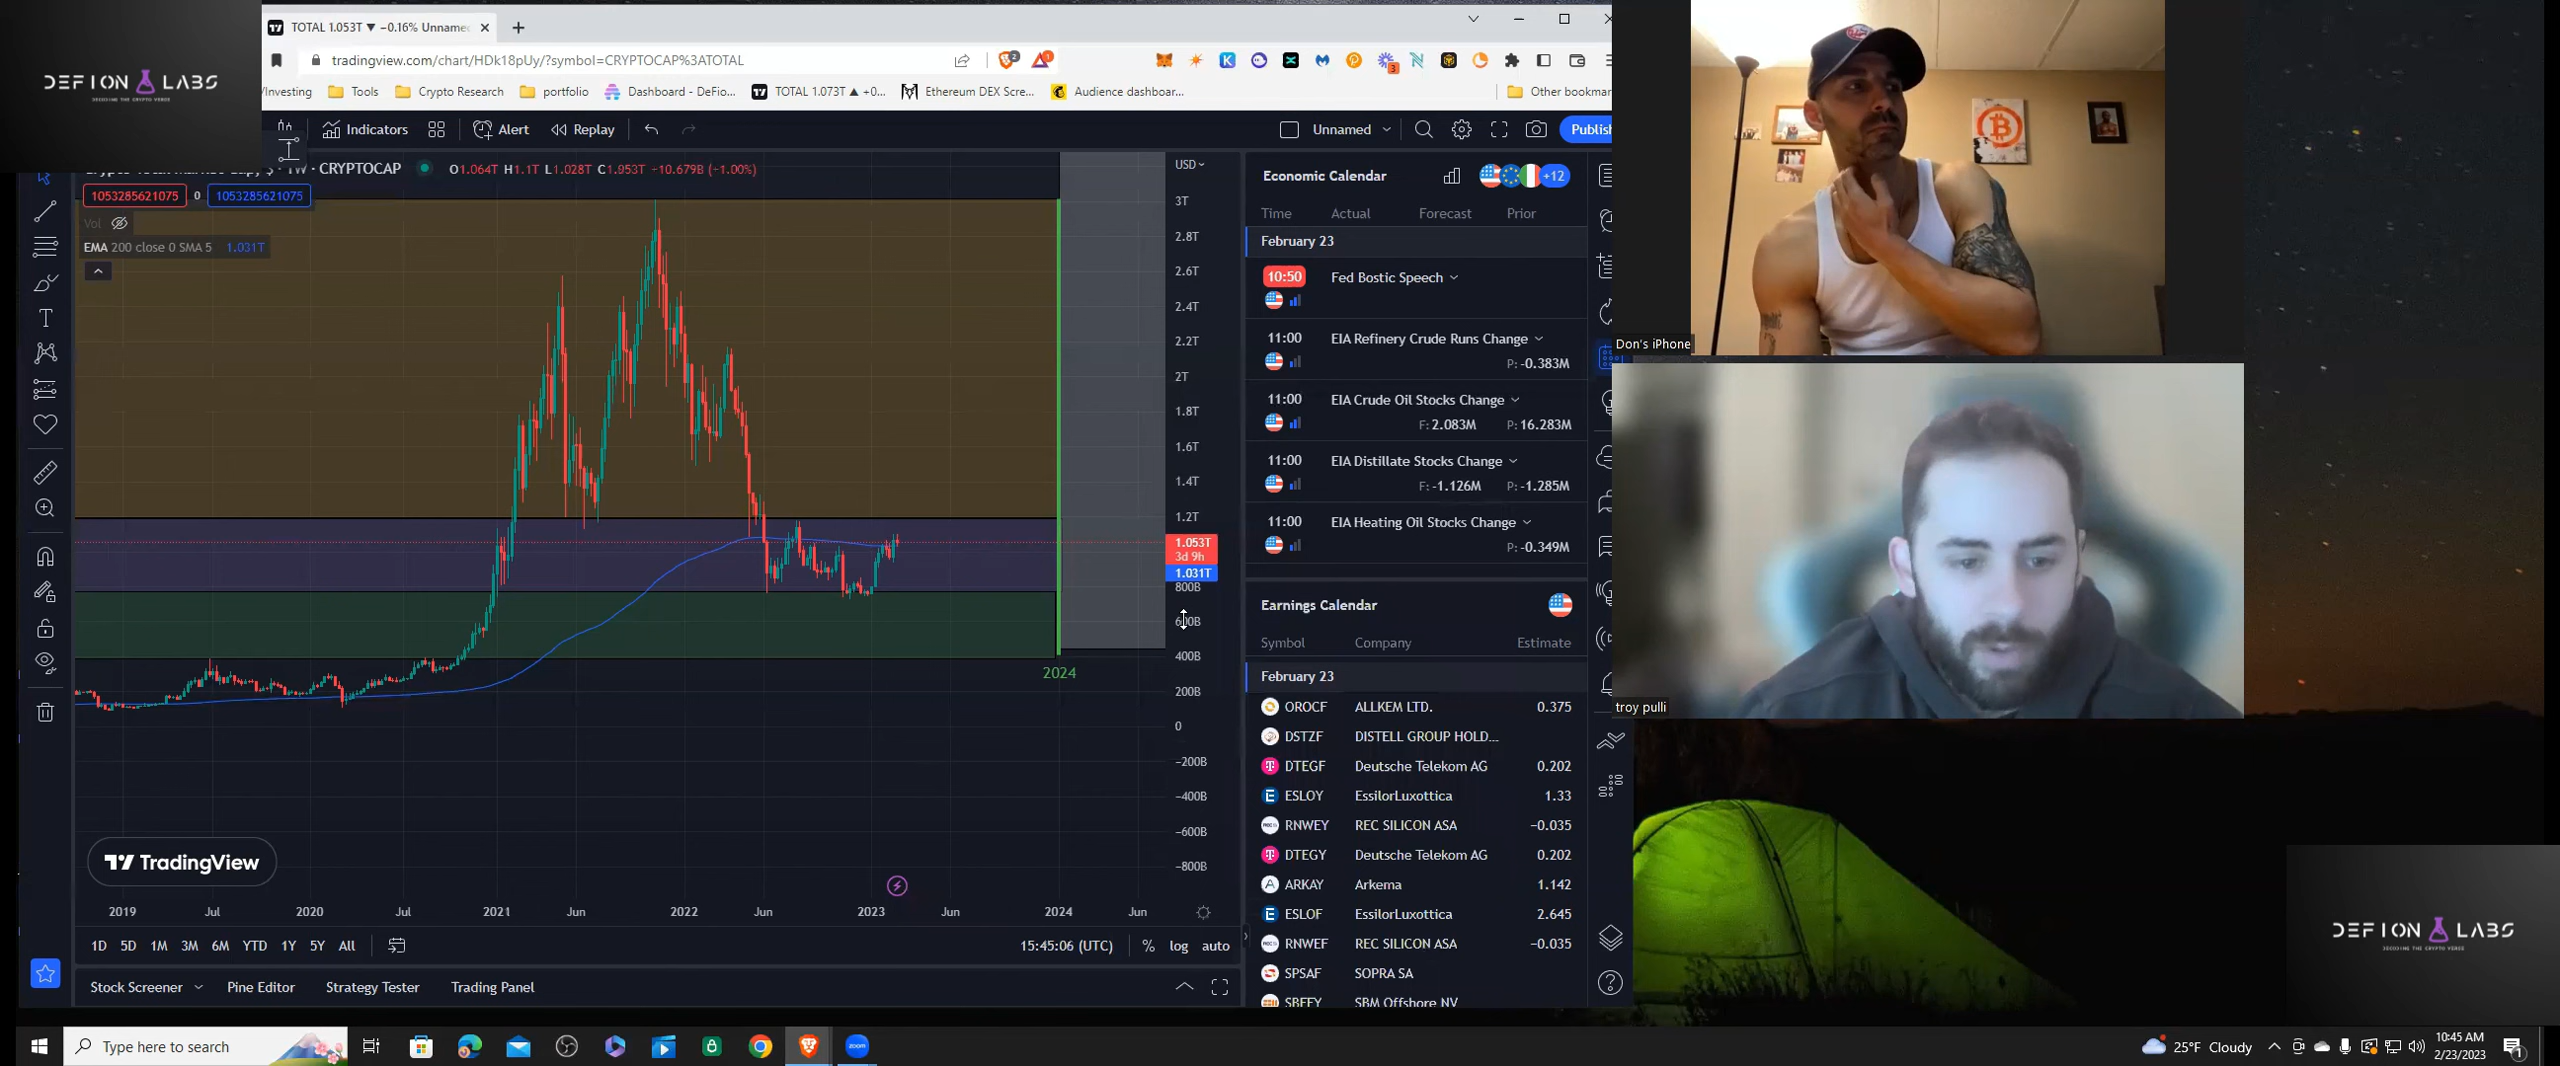 DEFION LABS
DECODING THE CRYPTO VERSE
TOTAL 1.053T ▼ −0.16% Unname
tradingview.com/chart/HDk18pUy/?symbol=CRYPTOCAP%3ATOTAL
/Investing Tools Crypto Research portfolio Dashboard - DeFio... TOTAL 1.073T ▲ +0... Ethereum DEX Scre... Audience dashboar... Other bookmar
Indicators Alert Replay Unnamed Publish
· 1W · CRYPTOCAP O1.064T H1.1T L1.028T C1.053T −10.679B (−1.00%)
1053285621075 0 1053285621075
Vol
EMA 200 close 0 SMA 5 1.031T
USD
3T
2.8T
2.6T
2.4T
2.2T
2T
1.8T
1.6T
1.4T
1.2T
1.053T
3d 9h
1.031T
800B
600B
400B
200B
0
−200B
−400B
−600B
−800B
2024
TradingView
2019 Jul 2020 Jul 2021 Jun 2022 Jun 2023 Jun 2024 Jun
1D 5D 1M 3M 6M YTD 1Y 5Y All 15:45:06 (UTC) % log auto
Stock Screener Pine Editor Strategy Tester Trading Panel
Economic Calendar +12
Time Actual Forecast Prior
February 23
10:50 Fed Bostic Speech
11:00 EIA Refinery Crude Runs Change
P: -0.383M
11:00 EIA Crude Oil Stocks Change
F: 2.083M P: 16.283M
11:00 EIA Distillate Stocks Change
F: -1.126M P: -1.285M
11:00 EIA Heating Oil Stocks Change
P: -0.349M
Earnings Calendar
Symbol Company Estimate
February 23
OROCF ALLKEM LTD. 0.375
DSTZF DISTELL GROUP HOLD...
DTEGF Deutsche Telekom AG 0.202
ESLOY EssilorLuxottica 1.33
RNWEY REC SILICON ASA −0.035
DTEGY Deutsche Telekom AG 0.202
ARKAY Arkema 1.142
ESLOF EssilorLuxottica 2.645
RNWEF REC SILICON ASA −0.035
SPSAF SOPRA SA
SBFFY SBM Offshore NV
Don's iPhone
troy pulli
DEFION LABS
DECODING THE CRYPTO VERSE
Type here to search
zoom
25°F Cloudy
10:45 AM
2/23/2023